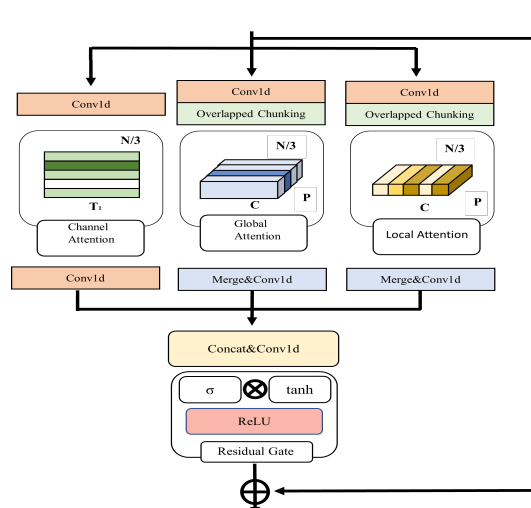 Conv1d
Conv1d
Conv1d
Overlapped Chunking
Overlapped Chunking
N/3
N/3
N/3
T₁
C
P
C
P
Channel
Attention
Global
Attention
Local Attention
Conv1d
Merge&Conv1d
Merge&Conv1d
Concat&Conv1d
σ
tanh
ReLU
Residual Gate